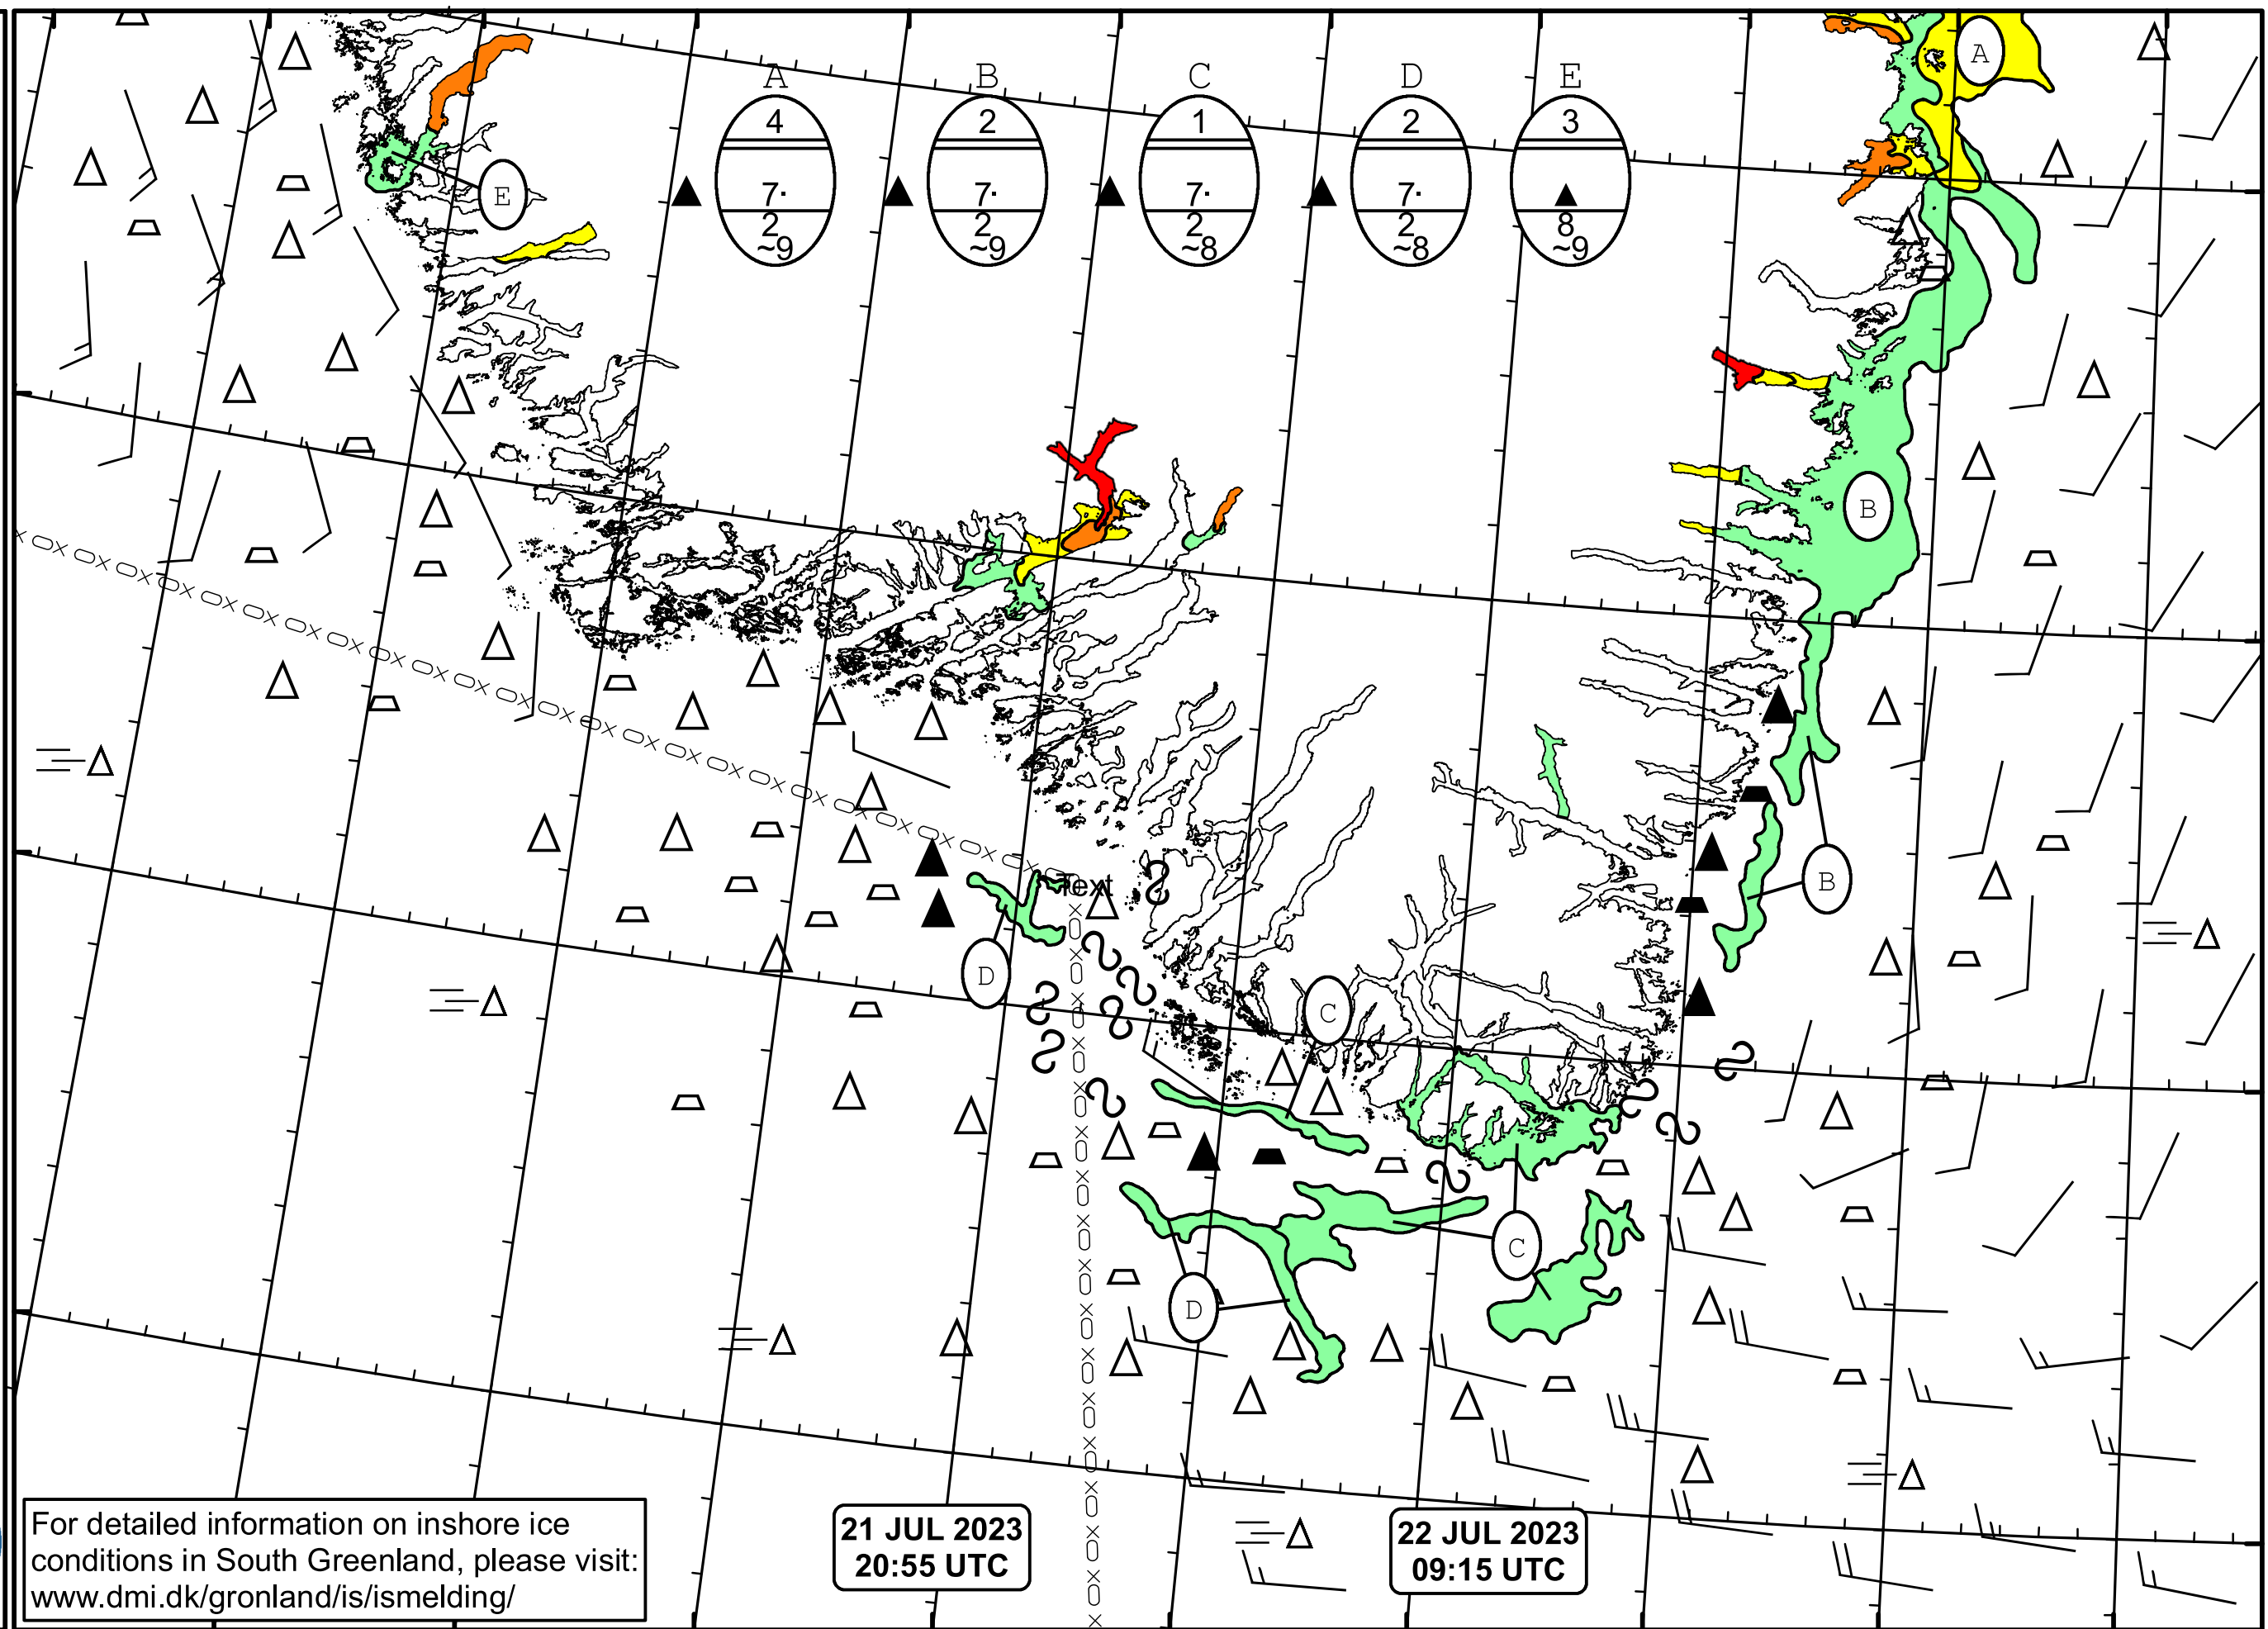 A B C D E
4 2 1 2 3
7· 7· 7· 7·
2 2 2 2 8
~9 ~9 ~8 ~8 ~9
A
E
B
B
Text
D
C
C
D
For detailed information on inshore ice
conditions in South Greenland, please visit:
www.dmi.dk/gronland/is/ismelding/
21 JUL 2023
20:55 UTC
22 JUL 2023
09:15 UTC